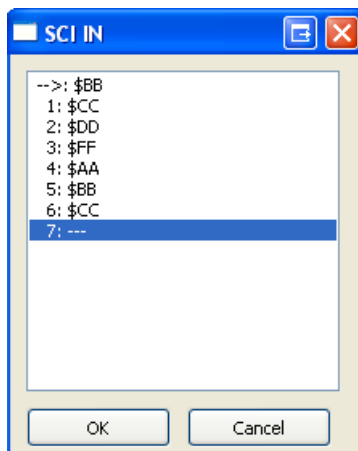 SCI IN
-->: $BB
1: $CC
2: $DD
3: $FF
4: $AA
5: $BB
6: $CC
7: ---
OK Cancel